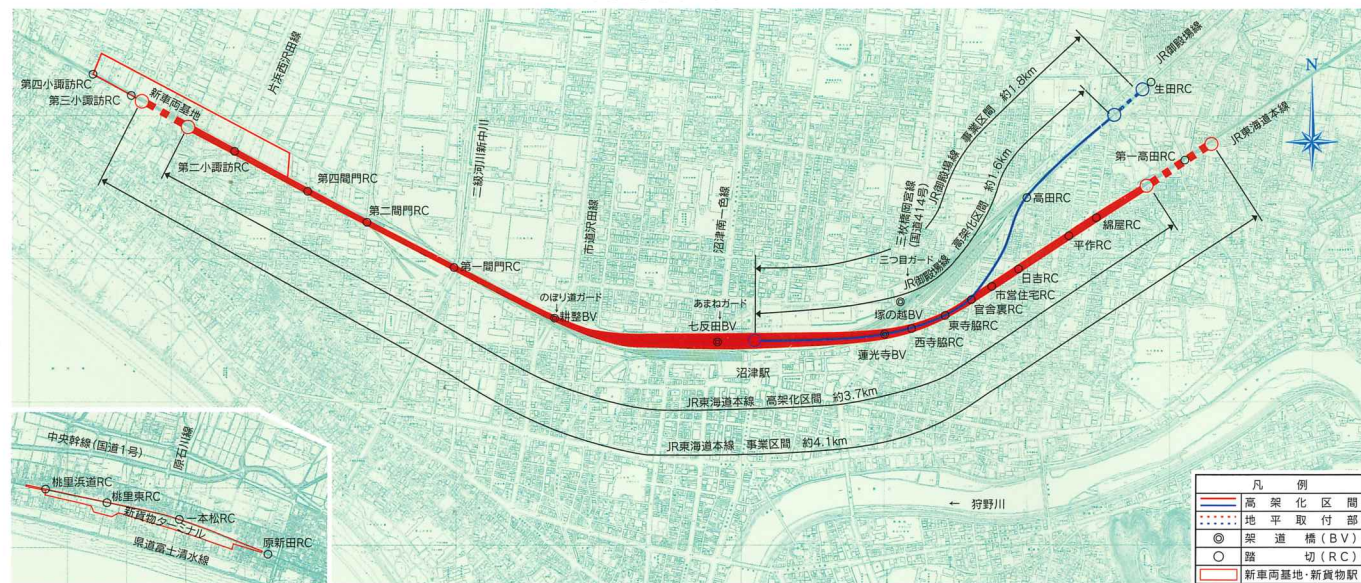 第四小諏訪RC
第三小諏訪RC
新車両基地
片浜西沢田線
第二小諏訪RC
第四間門RC
第二間門RC
第一間門RC
二級河川新中川
市道沢田線
沼津南一色線
のぼり道ガード
↓
耕整BV
あまねガード
↓
七反田BV
沼津駅
三枚橋岡宮線
(国道414号)
三つ目ガード
↓
塚の越BV
JR御殿場線 事業区間 約1.8km
JR御殿場線 高架化区間 約1.6km
JR御殿場線
生田RC
N
JR東海道本線
第一高田RC
高田RC
綿屋RC
平作RC
日吉RC
市営住宅RC
官舎裏RC
東寺脇RC
西寺脇RC
蓮光寺BV
JR東海道本線 高架化区間 約3.7km
JR東海道本線 事業区間 約4.1km
← 狩野川
中央幹線(国道1号)
原石川線
桃里浜道RC
桃里東RC
一本松RC
新貨物ターミナル
原新田RC
県道富士清水線
凡例
高架化区間
地平取付部
架道橋(BV)
踏切(RC)
新車両基地・新貨物駅